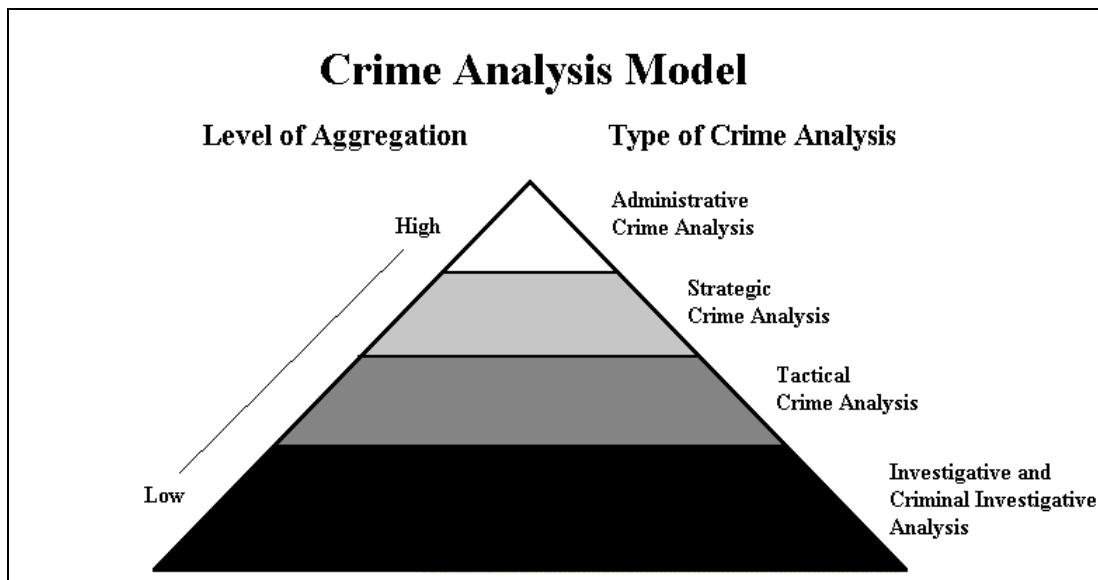 Crime Analysis Model
Level of Aggregation
Type of Crime Analysis
High
Low
Administrative
Crime Analysis
Strategic
Crime Analysis
Tactical
Crime Analysis
Investigative and
Criminal Investigative
Analysis